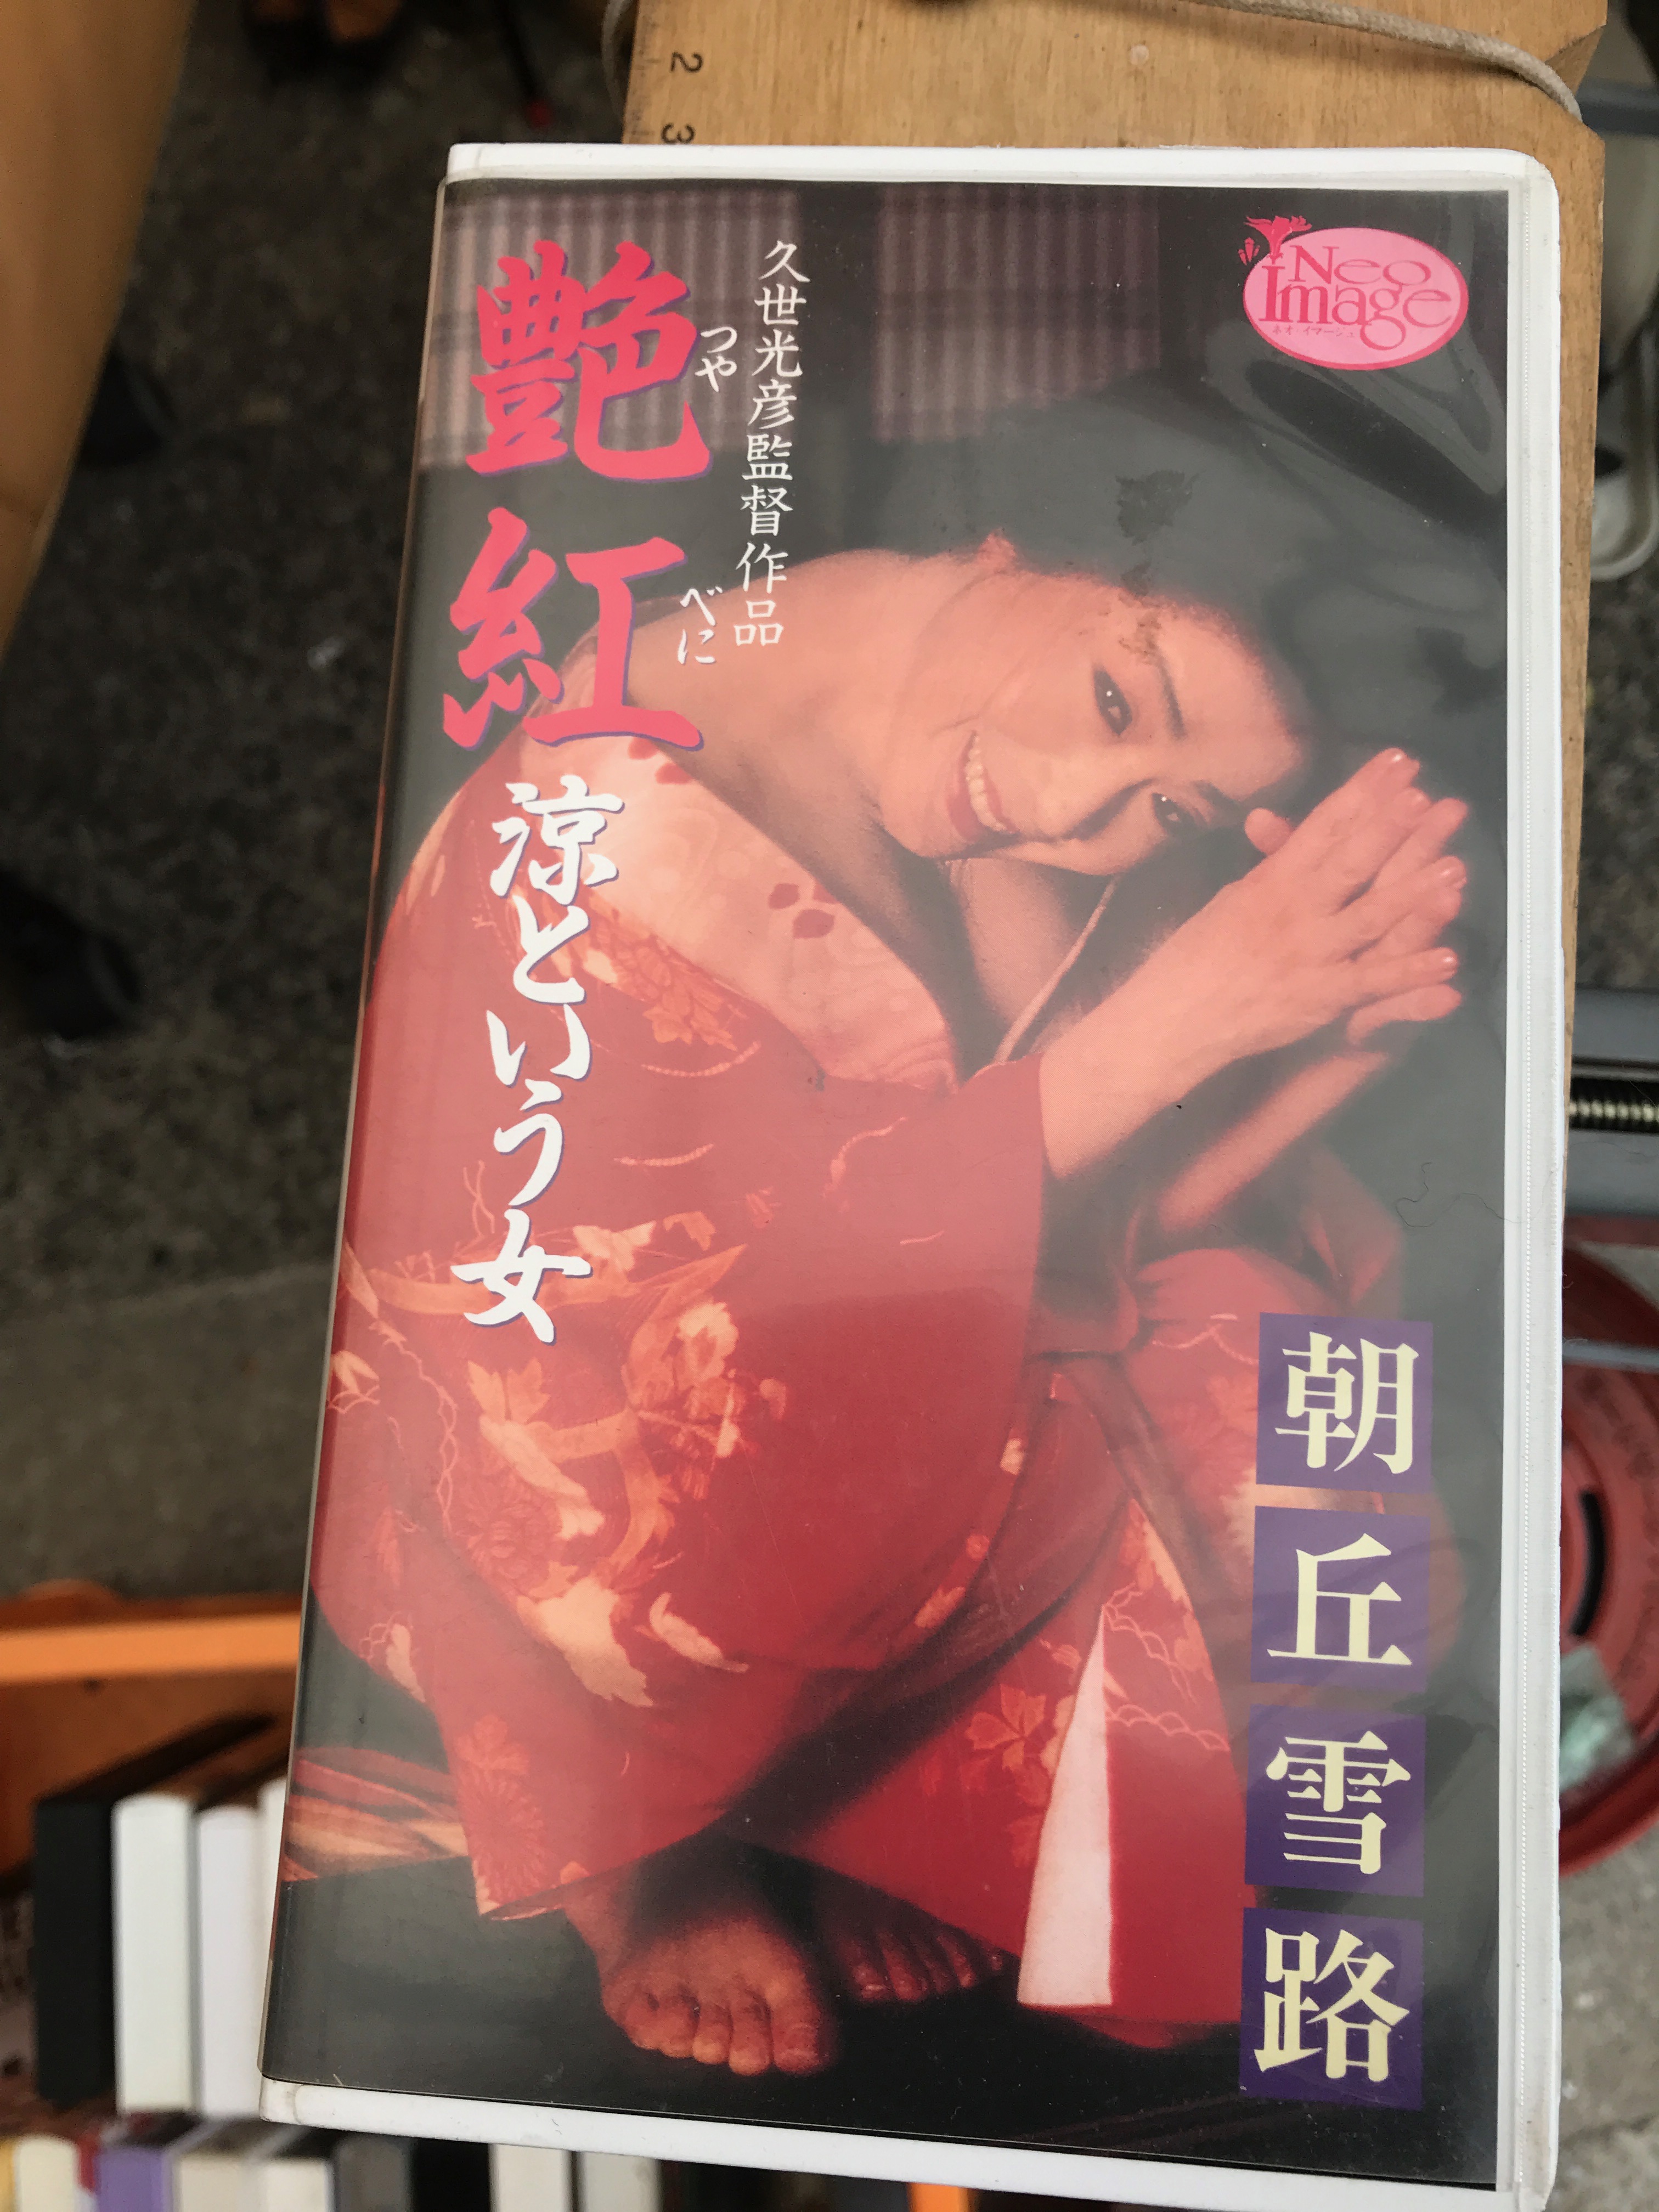 久世光彦監督作品
艶紅
つや
べに
涼という女
Neo
Image
ネオ・イマージュ
朝丘雪路
2
3